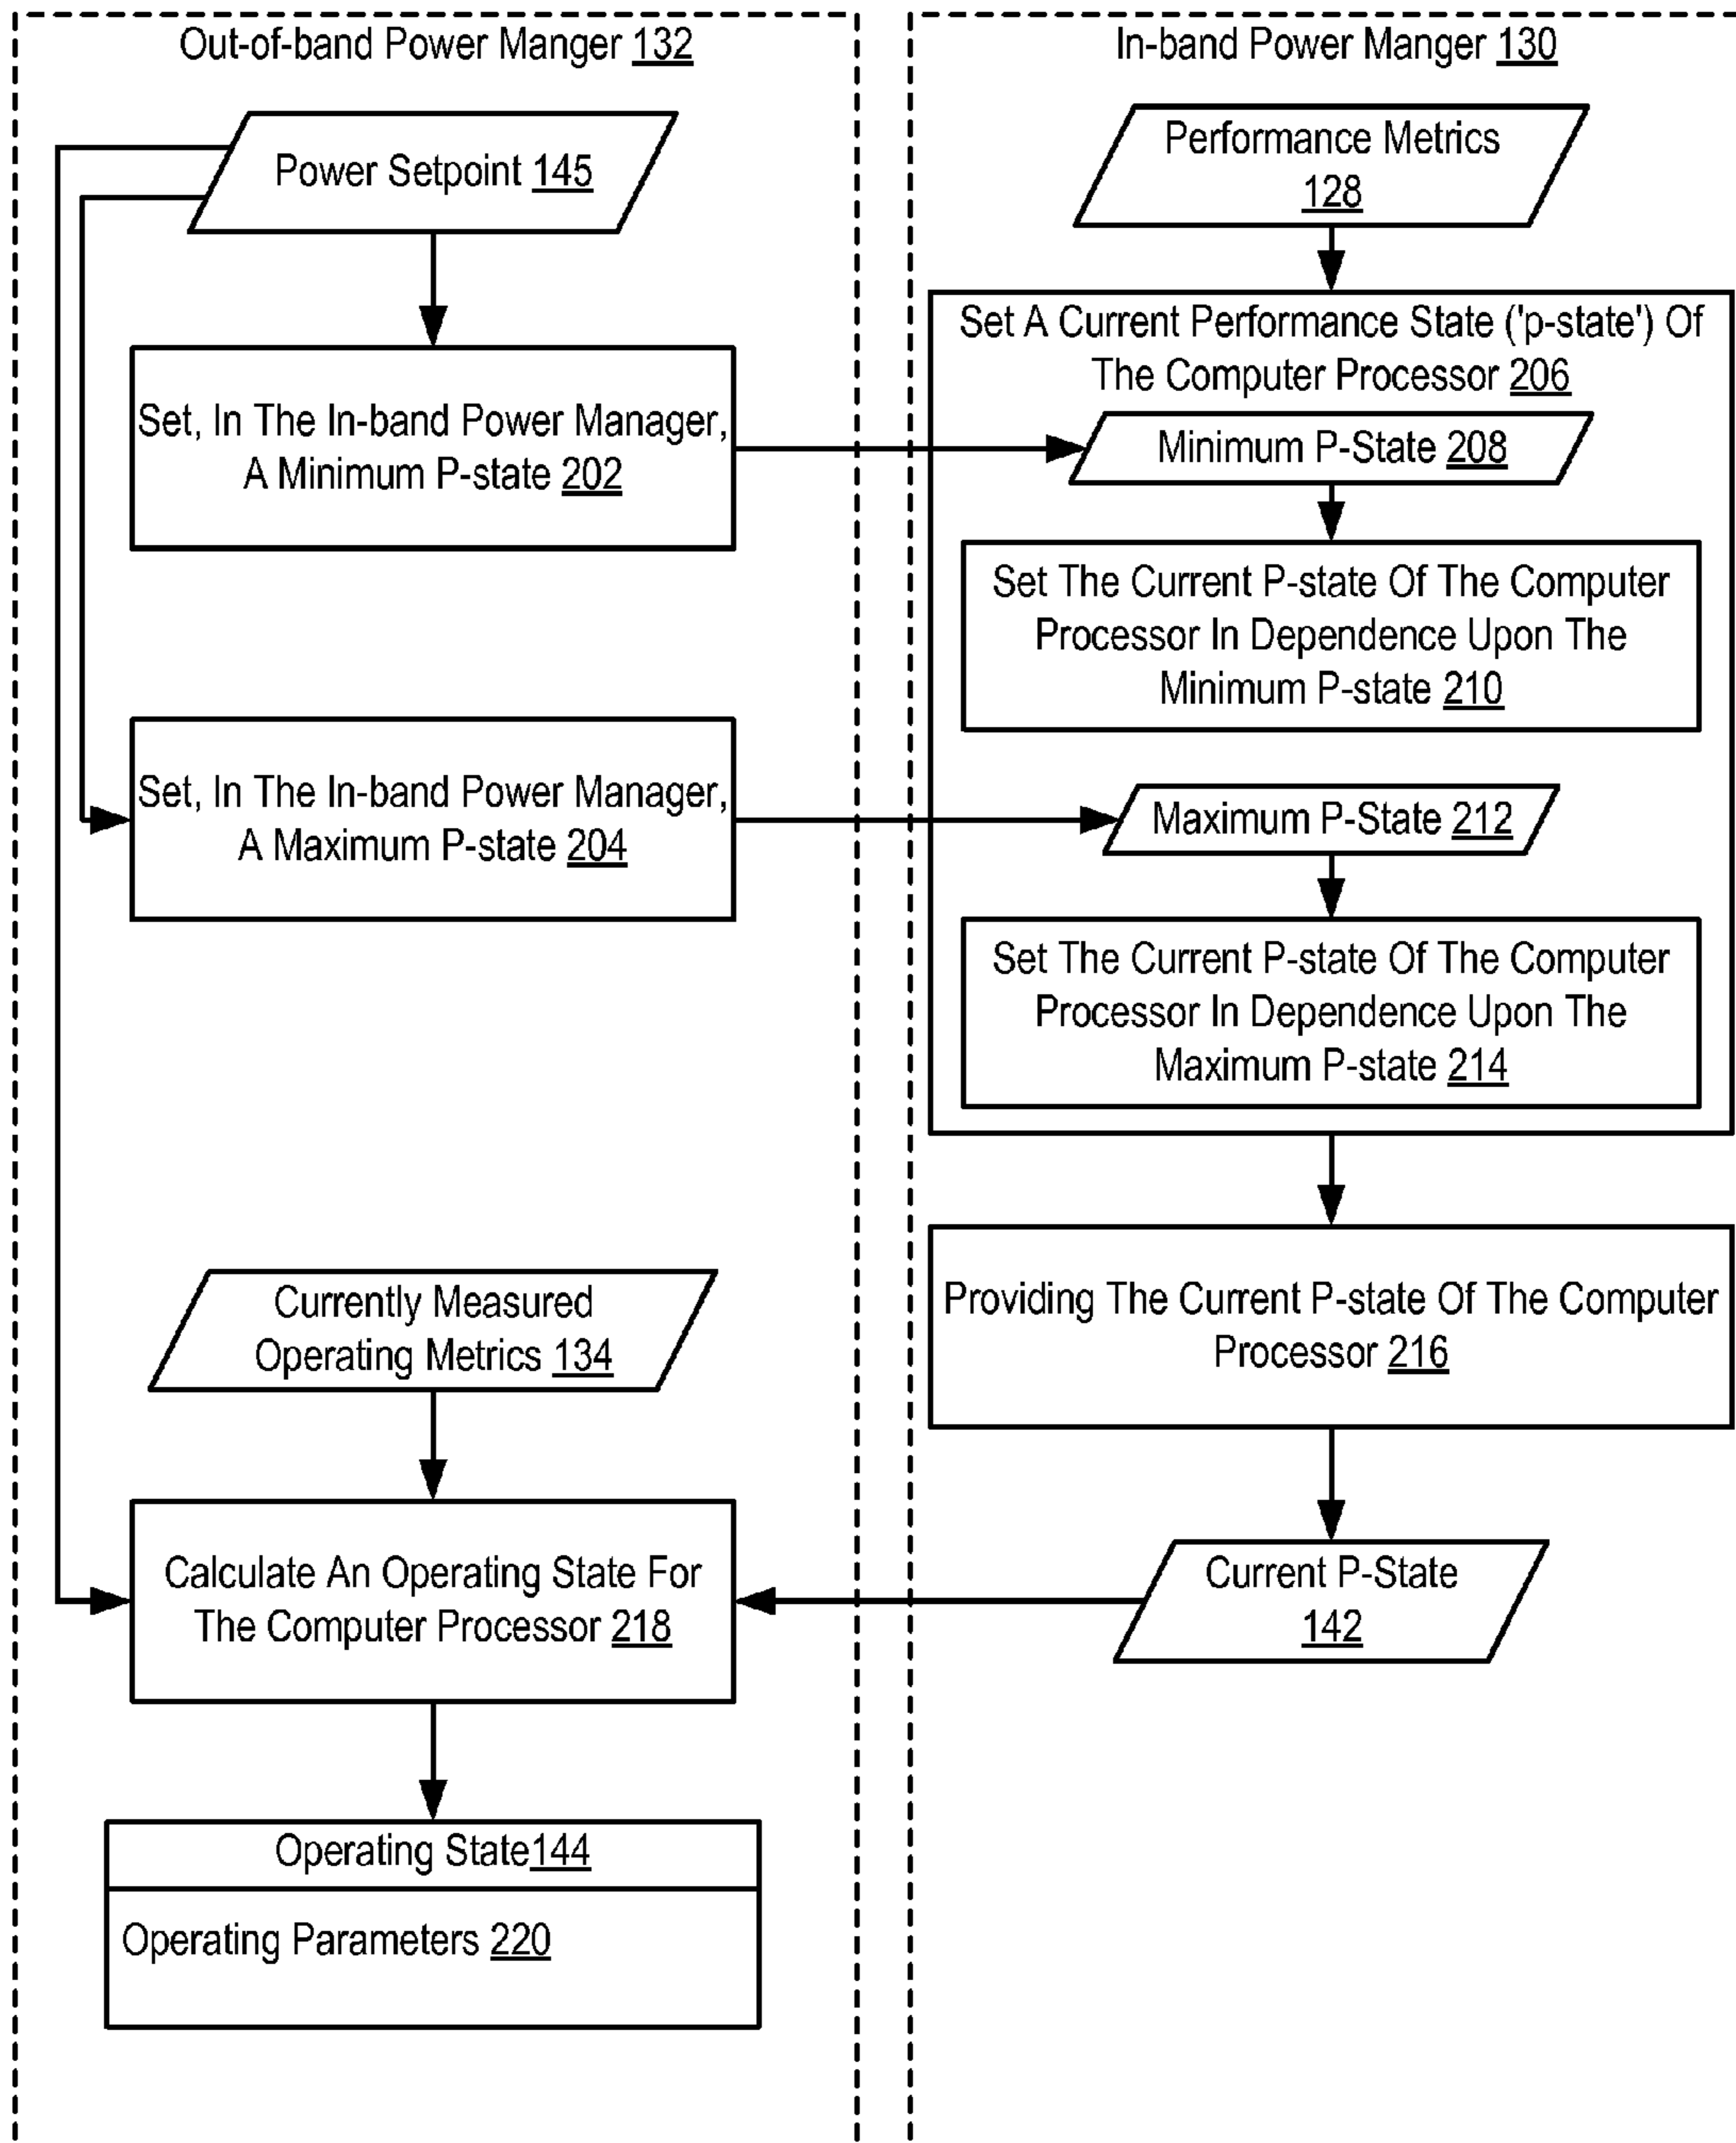 Out-of-band Power Manger 132
Power Setpoint 145
Set, In The In-band Power Manager,
A Minimum P-state 202
Set, In The In-band Power Manager,
A Maximum P-state 204
Currently Measured
Operating Metrics 134
Calculate An Operating State For
The Computer Processor 218
Operating State144
Operating Parameters 220
In-band Power Manger 130
Performance Metrics
128
Set A Current Performance State ('p-state') Of
The Computer Processor 206
Minimum P-State 208
Set The Current P-state Of The Computer
Processor In Dependence Upon The
Minimum P-state 210
Maximum P-State 212
Set The Current P-state Of The Computer
Processor In Dependence Upon The
Maximum P-state 214
Providing The Current P-state Of The Computer
Processor 216
Current P-State
142